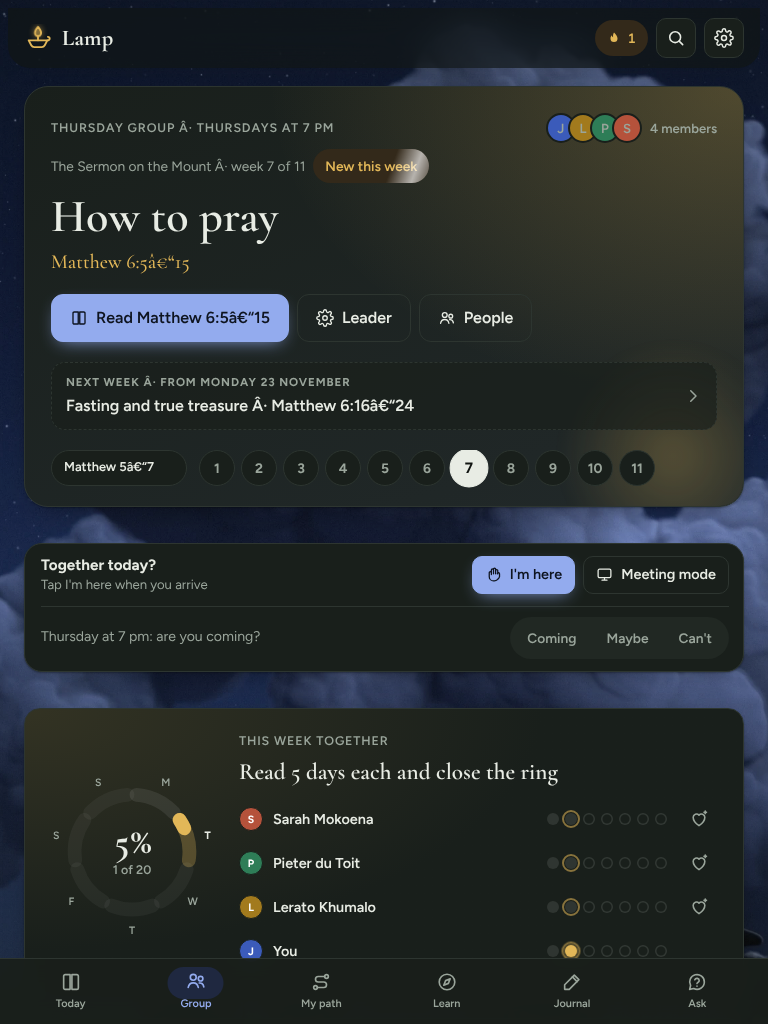 Lamp
1
THURSDAY GROUP Â· THURSDAYS AT 7 PM
J L P S 4 members
The Sermon on the Mount Â· week 7 of 11 New this week
How to pray
Matthew 6:5â€“15
Read Matthew 6:5â€“15 Leader People
NEXT WEEK Â· FROM MONDAY 23 NOVEMBER
Fasting and true treasure Â· Matthew 6:16â€“24
Matthew 5â€“7 1 2 3 4 5 6 7 8 9 10 11
Together today?
Tap I'm here when you arrive
I'm here Meeting mode
Thursday at 7 pm: are you coming?
Coming Maybe Can't
THIS WEEK TOGETHER
Read 5 days each and close the ring
S M T W T F S
5%
1 of 20
S Sarah Mokoena
P Pieter du Toit
L Lerato Khumalo
J You
Today Group My path Learn Journal Ask